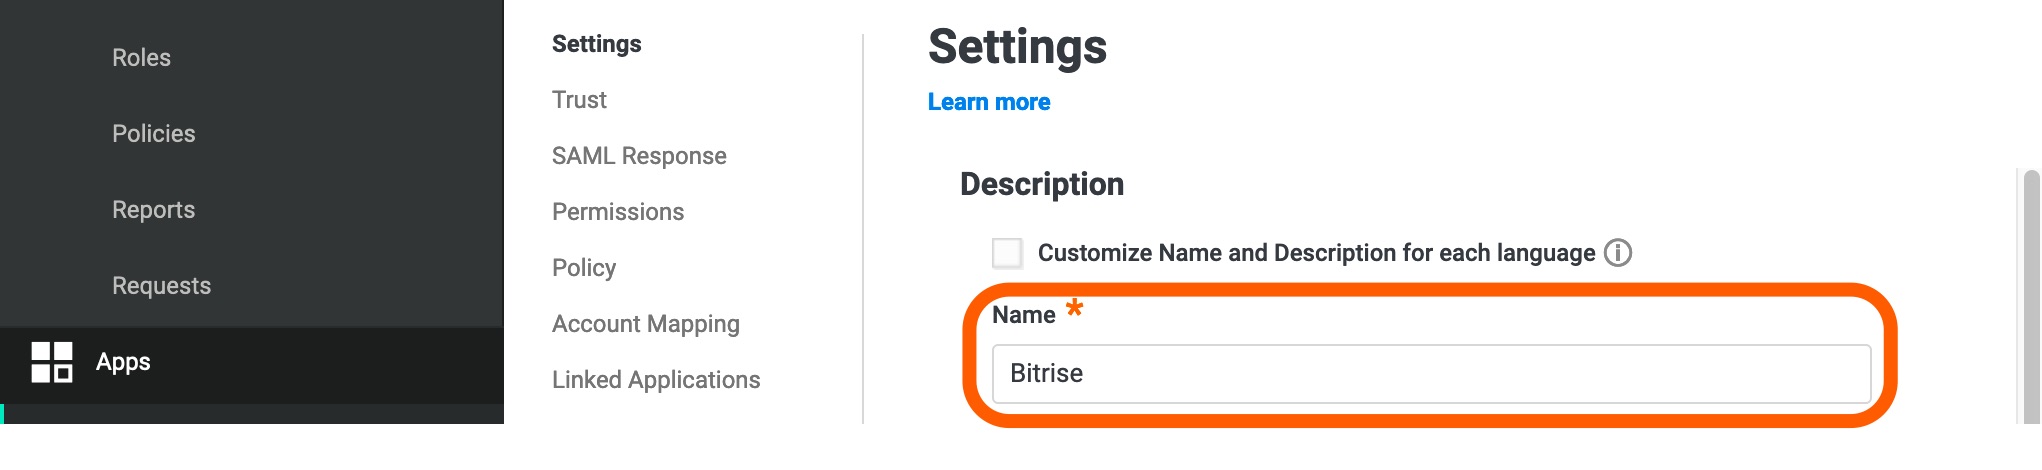 Roles
Policies
Reports
Requests
Apps
Settings
Trust
SAML Response
Permissions
Policy
Account Mapping
Linked Applications
Settings
Learn more
Description
Customize Name and Description for each language
Name *
Bitrise